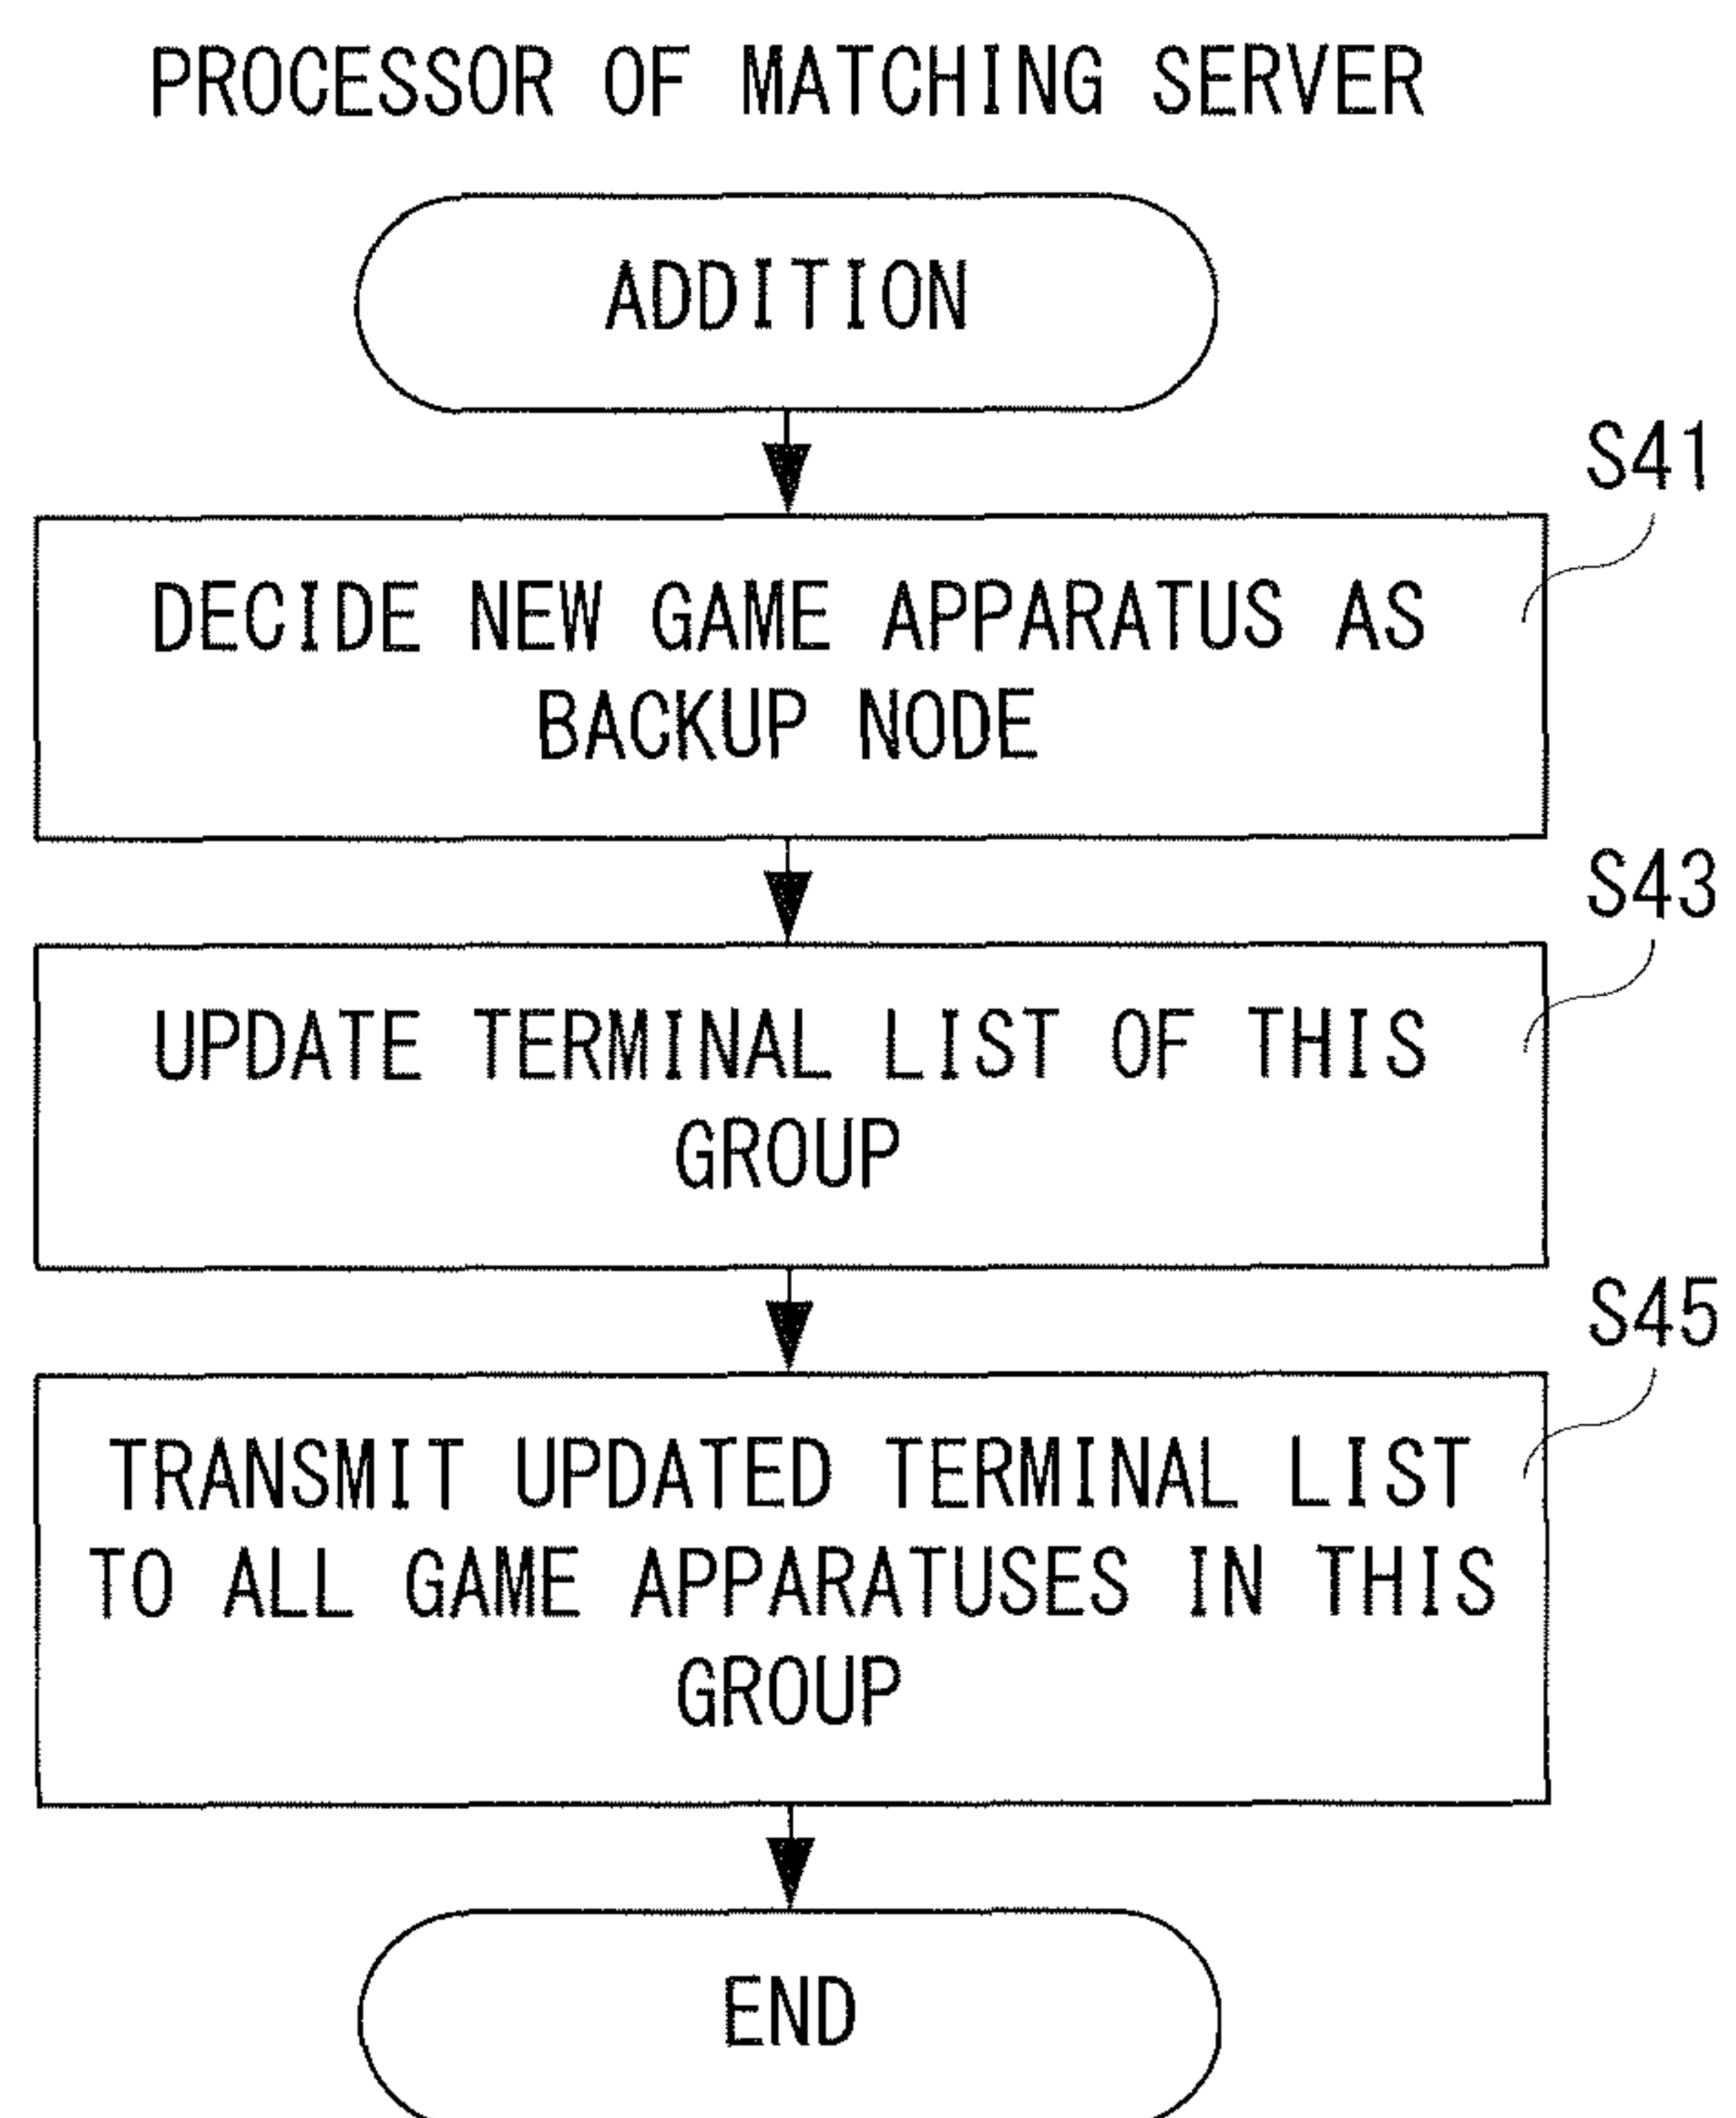 PROCESSOR OF MATCHING SERVER
ADDITION
S41
DECIDE NEW GAME APPARATUS AS
BACKUP NODE
S43
UPDATE TERMINAL LIST OF THIS
GROUP
S45
TRANSMIT UPDATED TERMINAL LIST
TO ALL GAME APPARATUSES IN THIS
GROUP
END